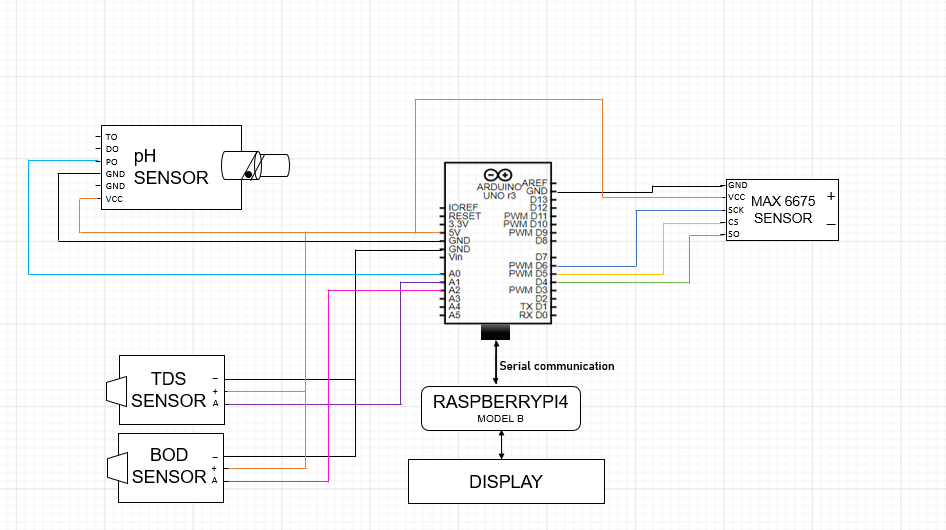 TO
DO
PO
GND
GND
VCC
pH
SENSOR
ARDUINO
UNO r3
IOREF
RESET
3.3V
5V
GND
GND
Vin
A0
A1
A2
A3
A4
A5
AREF
GND
D13
D12
PWM D11
PWM D10
PWM D9
D8
D7
PWM D6
PWM D5
D4
PWM D3
D2
TX D1
RX D0
GND
VCC
SCK
CS
SO
MAX 6675
SENSOR
+
–
Serial communication
TDS
SENSOR
–
+
A
BOD
SENSOR
–
+
A
RASPBERRYPI4
MODEL B
DISPLAY